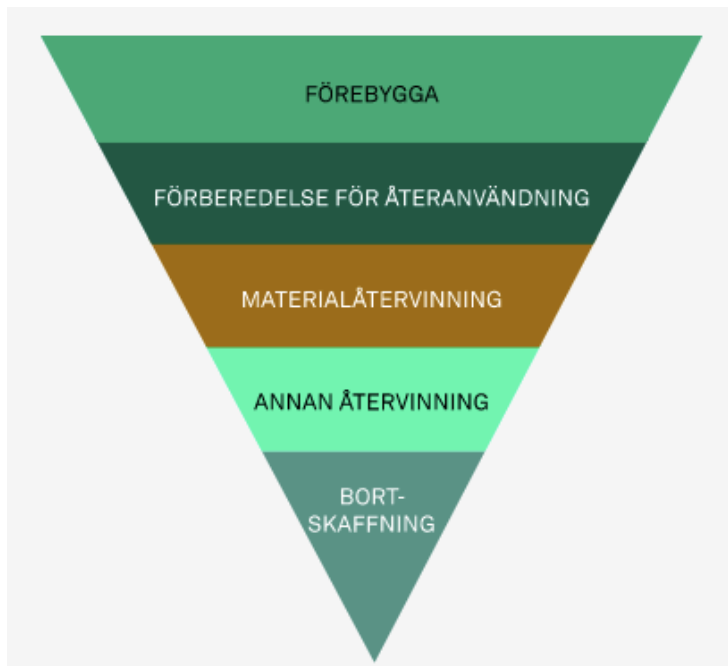 FÖREBYGGA
FÖRBEREDELSE FÖR ÅTERANVÄNDNING
MATERIALÅTERVINNING
ANNAN ÅTERVINNING
BORT-
SKAFFNING